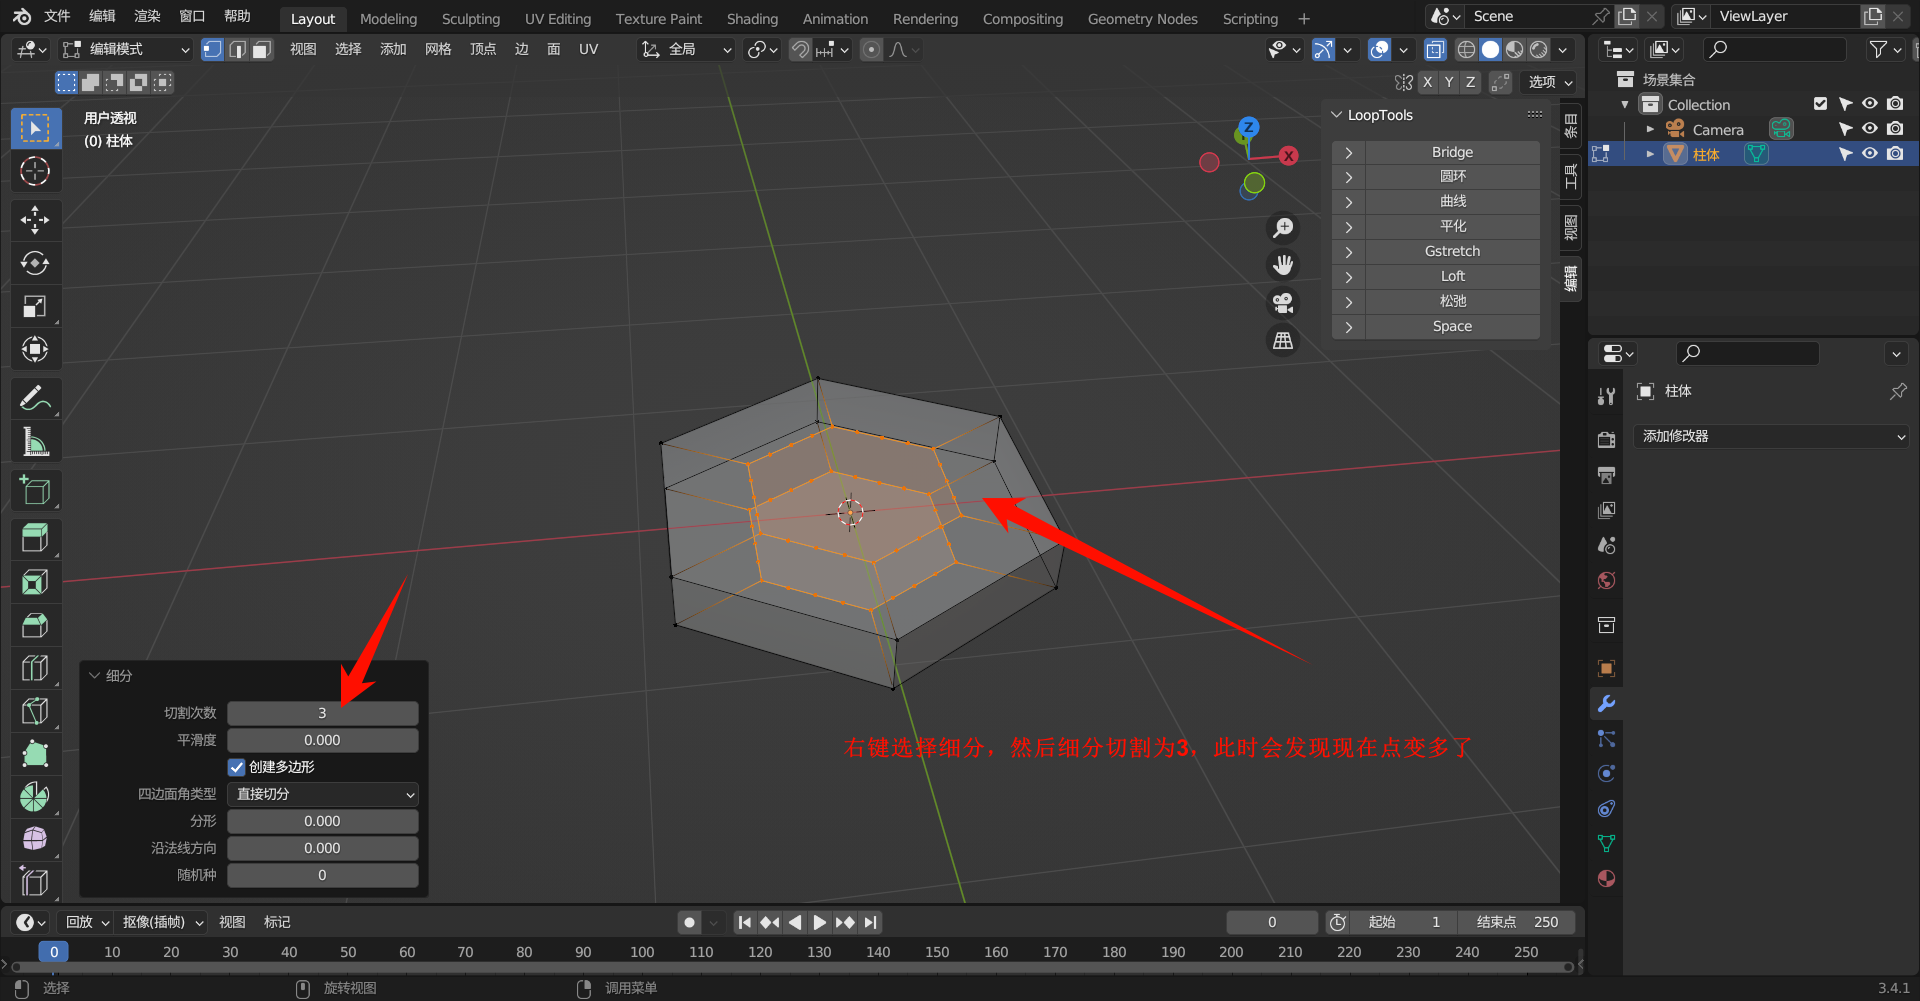 文件 编辑 渲染 窗口 帮助 Layout Modeling Sculpting UV Editing Texture Paint Shading Animation Rendering Compositing Geometry Nodes Scripting + Scene ViewLayer
编辑模式 视图 选择 添加 网格 顶点 边 面 UV 全局
X Y Z 选项
用户透视
(0) 柱体
LoopTools
Bridge
圆环
曲线
平化
Gstretch
Loft
松弛
Space
条目
工具
视图
编辑
Z
X
场景集合
Collection
Camera
柱体
柱体
添加修改器
细分
切割次数 3
平滑度 0.000
创建多边形
四边面角类型 直接切分
分形 0.000
沿法线方向 0.000
随机种 0
右键选择细分，然后细分切割为3，此时会发现现在点变多了
回放 抠像(插帧) 视图 标记 0 起始 1 结束点 250
0 10 20 30 40 50 60 70 80 90 100 110 120 130 140 150 160 170 180 190 200 210 220 230 240 250
选择 旋转视图 调用菜单 3.4.1